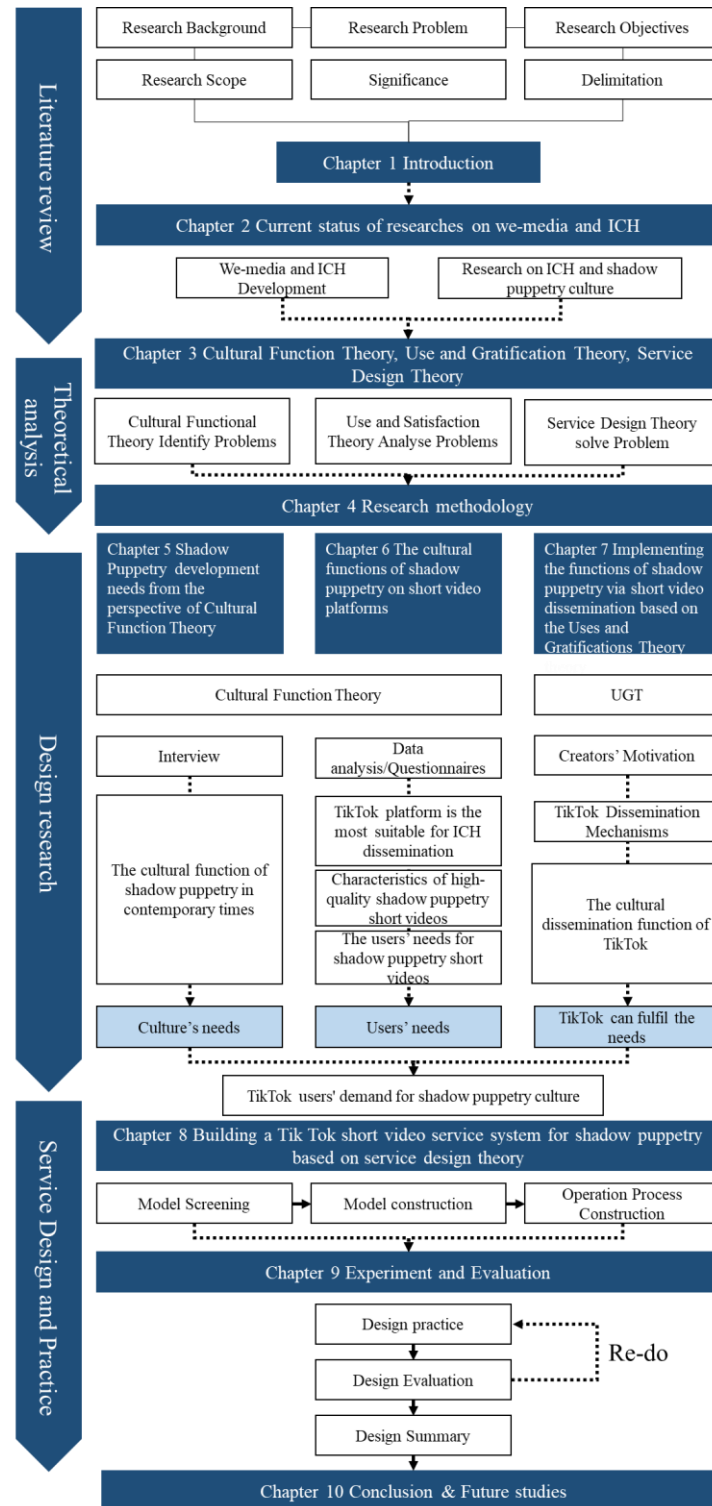 Literature review
Research Background
Research Problem
Research Objectives
Research Scope
Significance
Delimitation
Chapter 1 Introduction
Chapter 2 Current status of researches on we-media and ICH
We-media and ICH
Development
Research on ICH and shadow
puppetry culture
Theoretical
analysis
Chapter 3 Cultural Function Theory, Use and Gratification Theory, Service
Design Theory
Cultural Functional
Theory Identify Problems
Use and Satisfaction
Theory Analyse Problems
Service Design Theory
solve Problem
Chapter 4 Research methodology
Design research
Chapter 5 Shadow
Puppetry development
needs from the
perspective of Cultural
Function Theory
Chapter 6 The cultural
functions of shadow
puppetry on short video
platforms
Chapter 7 Implementing
the functions of shadow
puppetry via short video
dissemination based on
the Uses and
Gratifications Theory
Cultural Function Theory
UGT
Interview
Data
analysis/Questionnaires
Creators’ Motivation
The cultural function of
shadow puppetry in
contemporary times
TikTok platform is the
most suitable for ICH
dissemination
Characteristics of high-
quality shadow puppetry
short videos
The users’ needs for
shadow puppetry short
videos
TikTok Dissemination
Mechanisms
The cultural
dissemination function of
TikTok
Culture’s needs
Users’ needs
TikTok can fulfil the
needs
TikTok users' demand for shadow puppetry culture
Service Design and Practice
Chapter 8 Building a Tik Tok short video service system for shadow puppetry
based on service design theory
Model Screening
Model construction
Operation Process
Construction
Chapter 9 Experiment and Evaluation
Design practice
Re-do
Design Evaluation
Design Summary
Chapter 10 Conclusion & Future studies